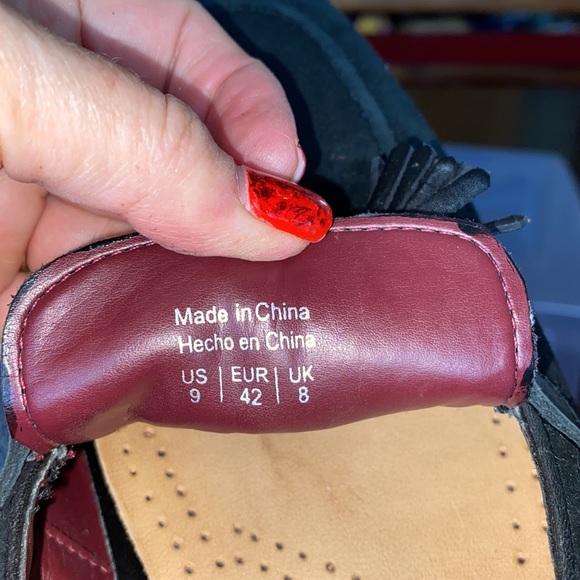 Made in China
Hecho en China
US | EUR | UK
9 | 42 | 8